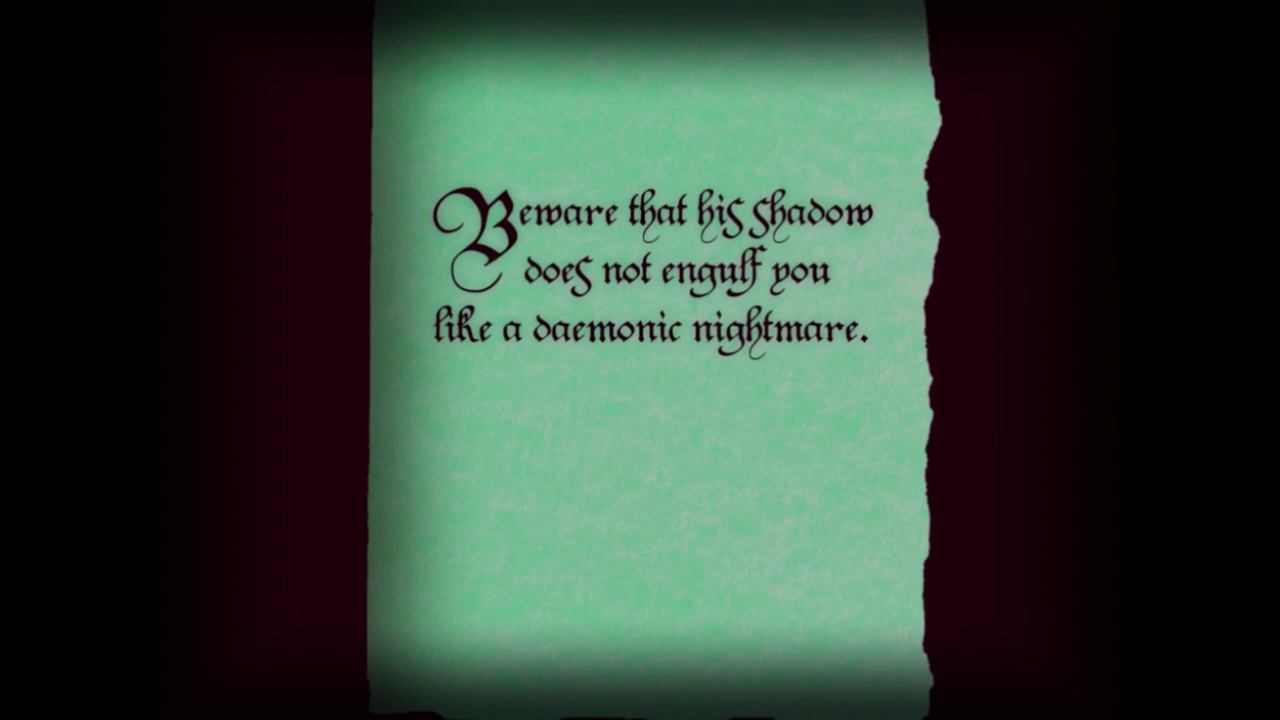 Beware that his shadow
does not engulf you
like a daemonic nightmare.